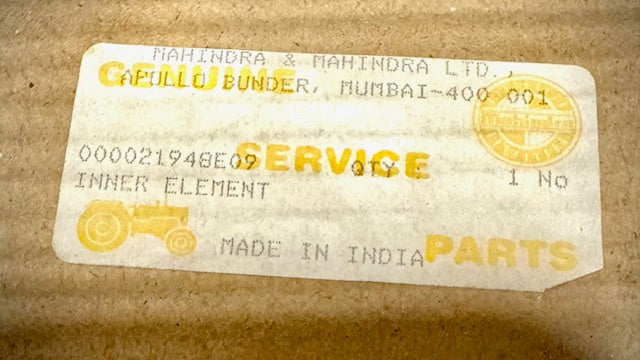 MAHINDRA & MAHINDRA LTD.,
GENUINE
APOLLO BUNDER, MUMBAI-400 001
Mahindra
000021948E09 QTY : 1 No
SERVICE
INNER ELEMENT
MADE IN INDIA
PARTS